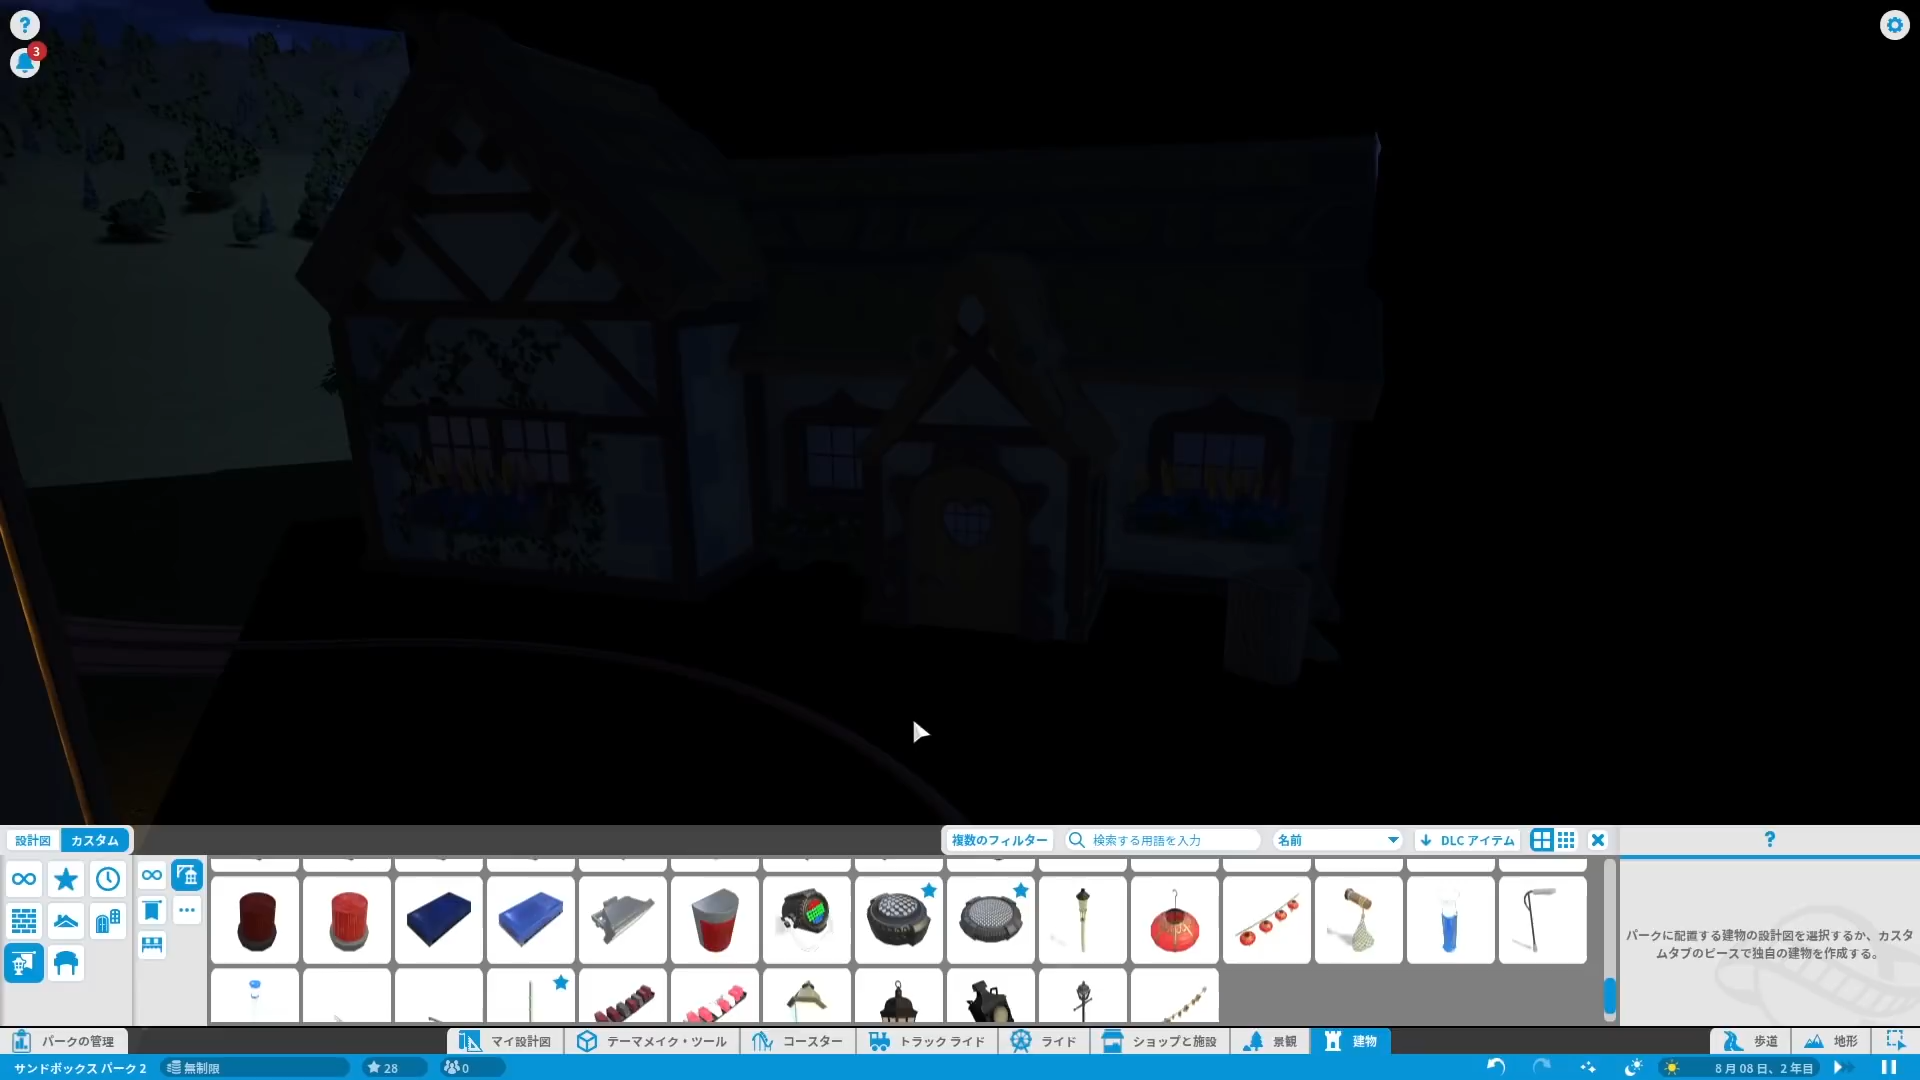 3
設計図 カスタム
複数のフィルター 検索する用語を入力 名前 DLC アイテム
パークに配置する建物の設計図を選択するか、カスタムタブのピースで独自の建物を作成する。
パークの管理 マイ設計図 テーマメイク・ツール コースター トラック ライド ライド ショップと施設 景観 建物 歩道 地形
サンドボックス パーク 2 無制限 28 0 8 月 08 日、2 年目